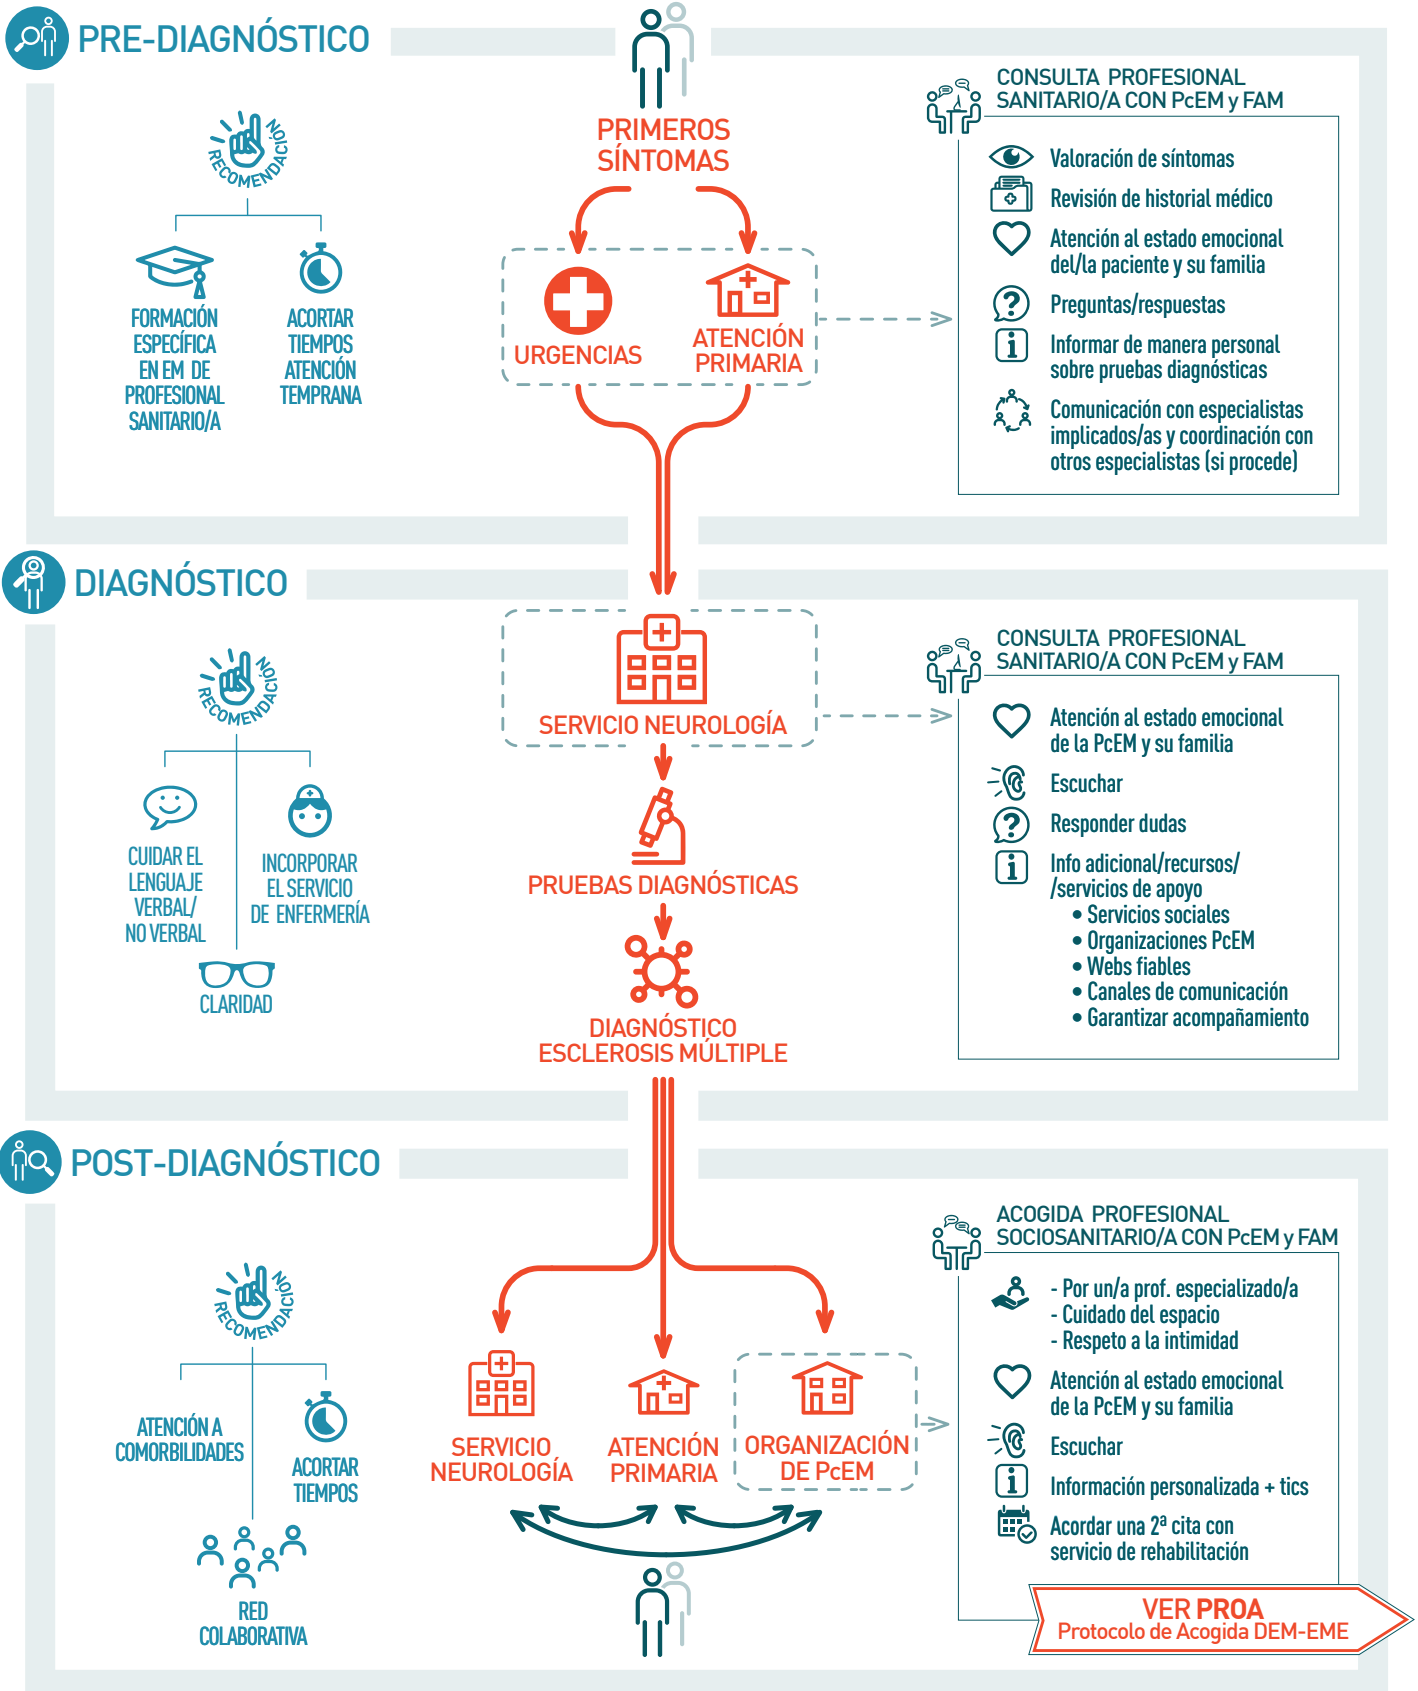 PRE-DIAGNÓSTICO
RECOMENDACIÓN
FORMACIÓN
ESPECÍFICA
EN EM DE
PROFESIONAL
SANITARIO/A
ACORTAR
TIEMPOS
ATENCIÓN
TEMPRANA
PRIMEROS
SÍNTOMAS
URGENCIAS
ATENCIÓN
PRIMARIA
CONSULTA PROFESIONAL
SANITARIO/A CON PcEM y FAM
Valoración de síntomas
Revisión de historial médico
Atención al estado emocional
del/la paciente y su familia
Preguntas/respuestas
Informar de manera personal
sobre pruebas diagnósticas
Comunicación con especialistas
implicados/as y coordinación con
otros especialistas (si procede)
DIAGNÓSTICO
RECOMENDACIÓN
CUIDAR EL
LENGUAJE
VERBAL/
NO VERBAL
INCORPORAR
EL SERVICIO
DE ENFERMERÍA
CLARIDAD
SERVICIO NEUROLOGÍA
PRUEBAS DIAGNÓSTICAS
DIAGNÓSTICO
ESCLEROSIS MÚLTIPLE
CONSULTA PROFESIONAL
SANITARIO/A CON PcEM y FAM
Atención al estado emocional
de la PcEM y su familia
Escuchar
Responder dudas
Info adicional/recursos/
/servicios de apoyo
• Servicios sociales
• Organizaciones PcEM
• Webs fiables
• Canales de comunicación
• Garantizar acompañamiento
POST-DIAGNÓSTICO
RECOMENDACIÓN
ATENCIÓN A
COMORBILIDADES
ACORTAR
TIEMPOS
RED
COLABORATIVA
SERVICIO
NEUROLOGÍA
ATENCIÓN
PRIMARIA
ORGANIZACIÓN
DE PcEM
ACOGIDA PROFESIONAL
SOCIOSANITARIO/A CON PcEM y FAM
- Por un/a prof. especializado/a
- Cuidado del espacio
- Respeto a la intimidad
Atención al estado emocional
de la PcEM y su familia
Escuchar
Información personalizada + tics
Acordar una 2ª cita con
servicio de rehabilitación
VER PROA
Protocolo de Acogida DEM-EME